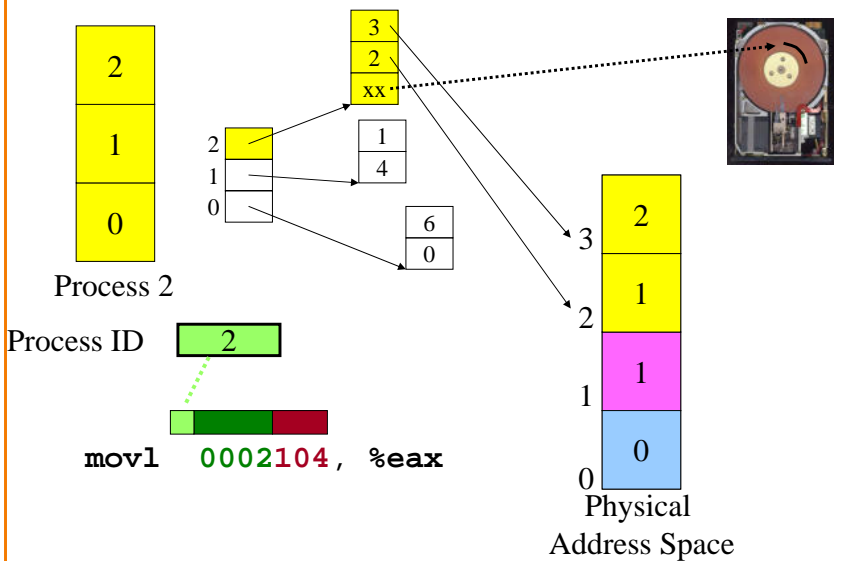 2
1
0
Process 2
2
1
0
3
2
xx
1
4
6
0
Process ID 2
movl 0002104, %eax
3 2
2 1
1 1
0 0
Physical
Address Space